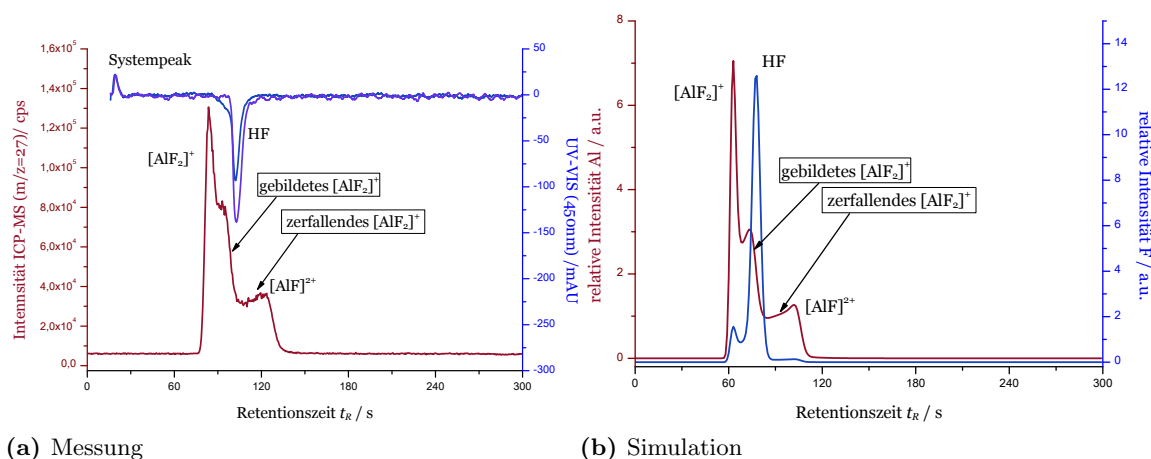 Intennsität ICP-MS (m/z=27)/ cps
1,6x10⁵
1,4x10⁵
1,2x10⁵
1,0x10⁵
8,0x10⁴
6,0x10⁴
4,0x10⁴
2,0x10⁴
0,0
Systempeak
[AlF₂]⁺
HF
gebildetes [AlF₂]⁺
zerfallendes [AlF₂]⁺
[AlF]²⁺
50
0
-50
-100
-150
-200
-250
-300
UV-VIS (450nm) / mAU
0 60 120 180 240 300
Retentionszeit tR / s
(a) Messung
relative Intensität Al / a.u.
8
6
4
2
0
[AlF₂]⁺
HF
gebildetes [AlF₂]⁺
zerfallendes [AlF₂]⁺
[AlF]²⁺
14
12
10
8
6
4
2
0
relative Intensität F / a.u.
0 60 120 180 240 300
Retentionszeit tR / s
(b) Simulation